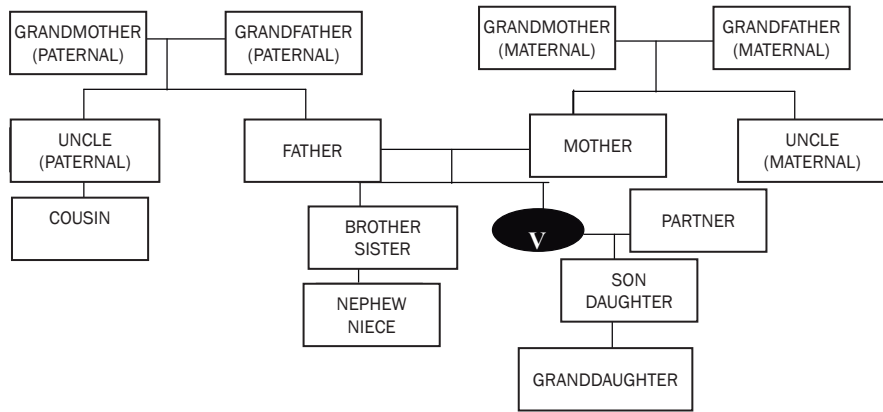 GRANDMOTHER
(PATERNAL)
GRANDFATHER
(PATERNAL)
GRANDMOTHER
(MATERNAL)
GRANDFATHER
(MATERNAL)
UNCLE
(PATERNAL)
FATHER
MOTHER
UNCLE
(MATERNAL)
COUSIN
BROTHER
SISTER
V
PARTNER
NEPHEW
NIECE
SON
DAUGHTER
GRANDDAUGHTER